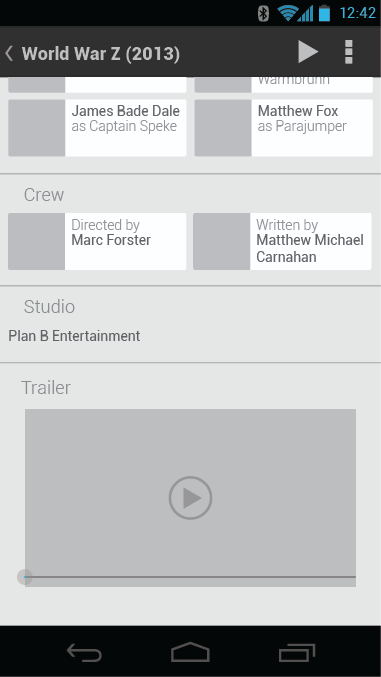 12:42
World War Z (2013)
Warmbrunn
James Bade Dale
as Captain Speke
Matthew Fox
as Parajumper
Crew
Directed by
Marc Forster
Written by
Matthew Michael
Carnahan
Studio
Plan B Entertainment
Trailer